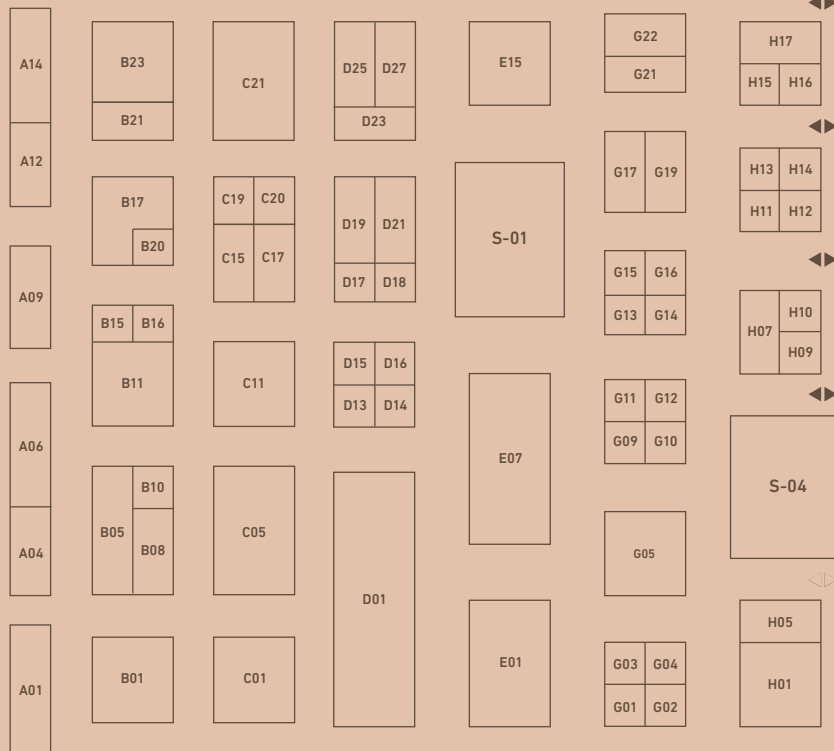 A14
A12
A09
A06
A04
A01
B23
B21
B17
B20
B15 B16
B11
B10
B05
B08
B01
C21
C19 C20
C15 C17
C11
C05
C01
D25 D27
D23
D19 D21
D17 D18
D15 D16
D13 D14
D01
E15
S-01
E07
E01
G22
G21
G17 G19
G15 G16
G13 G14
G11 G12
G09 G10
G05
G03 G04
G01 G02
H17
H15 H16
H13 H14
H11 H12
H10
H07
H09
S-04
H05
H01